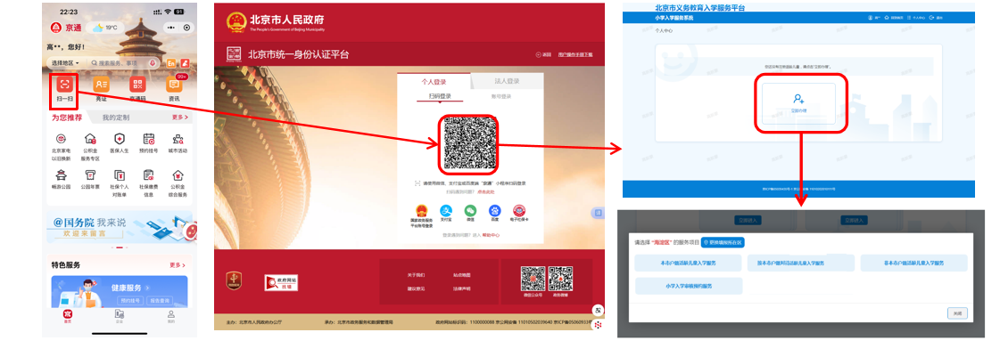 22:23
京通
19°C
高**，您好！
选择地区
搜索服务、事项
En
扫一扫
亮证
京通码
99+
资讯
为您推荐
我的定制
更多 >
北京家电
以旧换新
公积金
服务专区
医保人生
预约挂号
城市活动
畅游公园
公园年票
社保个人
对账单
社保缴费
信息
公积金
综合服务
@国务院 我来说
欢迎来留言
特色服务
更多 >
健康服务
预约挂号
报告查询
首页
我的
北京市人民政府
The People's Government of Beijing Municipality
北京市统一身份认证平台
返回
用户操作手册下载
个人登录
法人登录
扫码登录
账号登录
请使用微信、支付宝或百度端“京通”小程序扫码登录
扫码遇到问题？点击此处
国家政务服务
平台账号登录
支付宝
微信
百度
电子社保卡
登录遇到问题？进入 帮助中心
政府网站
找错
关于我们
站点地图
建议意见
法律声明
微信公众号
政务微博
主办：北京市人民政府办公厅
承办：北京市政务服务和数据管理局
政府网站标识码：1100000088 京公网安备 11010502039640 京ICP备05060933号
北京市义务教育入学服务平台
小学入学服务系统
个人中心
立即办理
立即进入
立即进入
请选择 “海淀区” 的服务项目
更换填报所在区
本市户籍适龄儿童入学服务
非本市户籍适龄儿童入学服务
小学入学审核预约服务
关闭